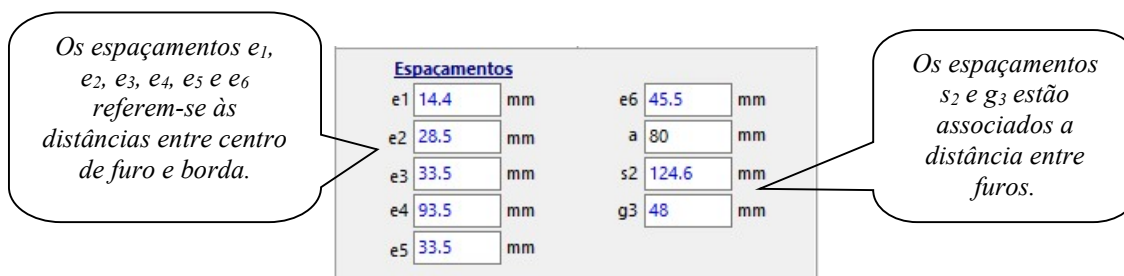 Os espaçamentos e1,
e2, e3, e4, e5 e e6
referem-se às
distâncias entre centro
de furo e borda.
Espaçamentos
e1 14.4 mm
e2 28.5 mm
e3 33.5 mm
e4 93.5 mm
e5 33.5 mm
e6 45.5 mm
a 80 mm
s2 124.6 mm
g3 48 mm
Os espaçamentos
s2 e g3 estão
associados a
distância entre
furos.